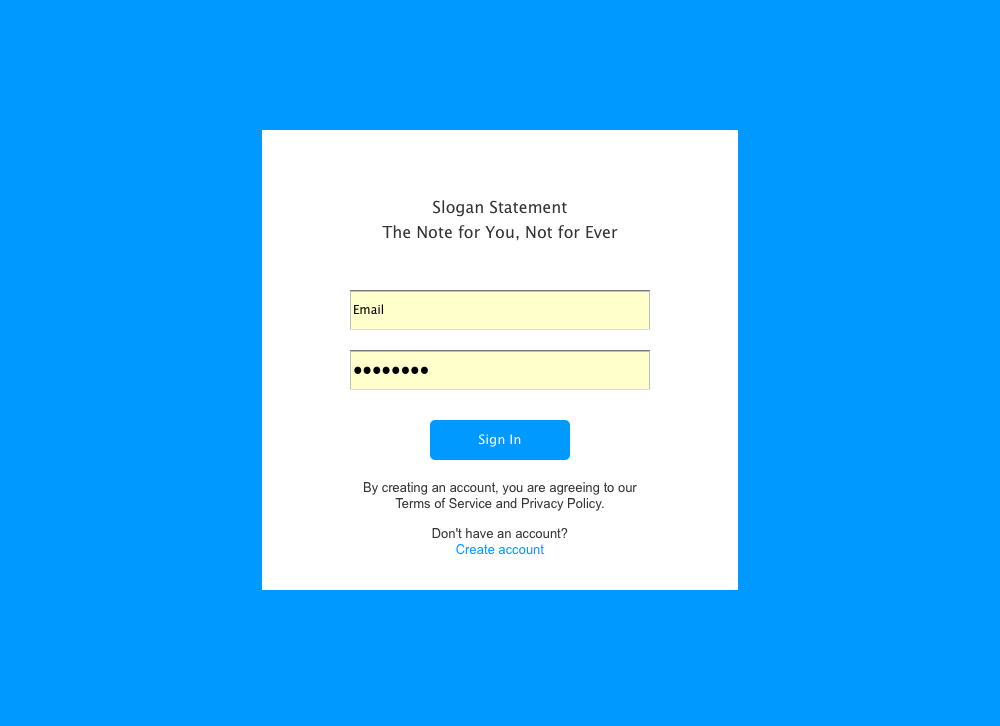 Slogan Statement
The Note for You, Not for Ever
Email
●●●●●●●●
Sign In
By creating an account, you are agreeing to our
Terms of Service and Privacy Policy.
Don't have an account?
Create account